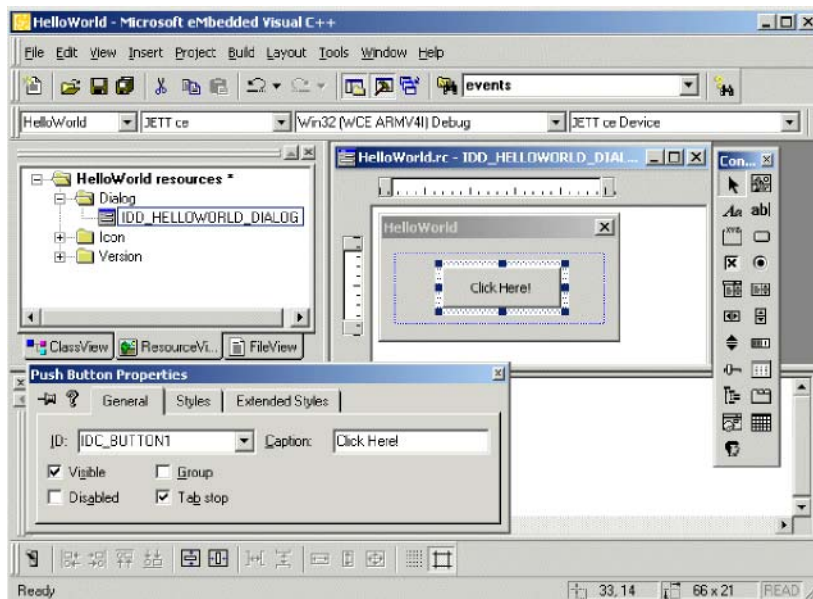 HelloWorld - Microsoft eMbedded Visual C++
File Edit View Insert Project Build Layout Tools Window Help
events
HelloWorld JETT ce Win32 (WCE ARMV4I) Debug JETT ce Device
HelloWorld resources *
Dialog
IDD_HELLOWORLD_DIALOG
Icon
Version
ClassView ResourceVi... FileView
HelloWorld.rc - IDD_HELLOWORLD_DIAL...
HelloWorld
Click Here!
Con...
Aa ab|
Push Button Properties
General Styles Extended Styles
ID: IDC_BUTTON1 Caption: Click Here!
Visible Group
Disabled Tab stop
Ready 33, 14 66 x 21 READ